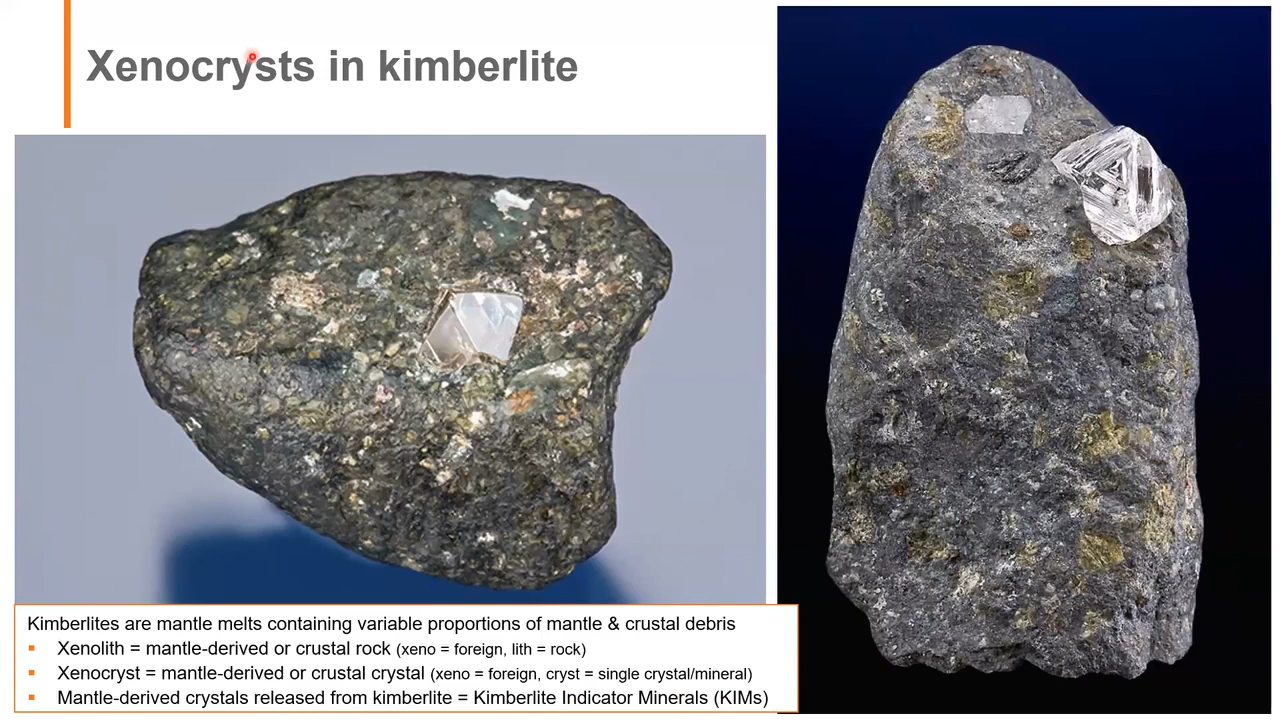 Xenocrysts in kimberlite
Kimberlites are mantle melts containing variable proportions of mantle & crustal debris
▪ Xenolith = mantle-derived or crustal rock (xeno = foreign, lith = rock)
▪ Xenocryst = mantle-derived or crustal crystal (xeno = foreign, cryst = single crystal/mineral)
▪ Mantle-derived crystals released from kimberlite = Kimberlite Indicator Minerals (KIMs)